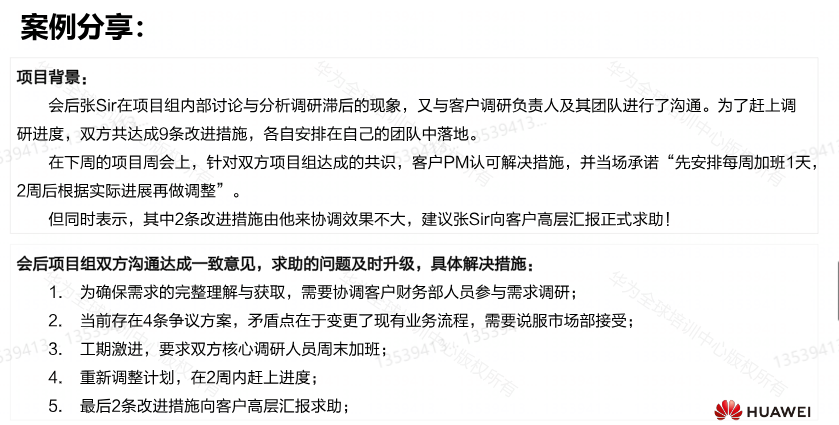 案例分享：
项目背景：
会后张Sir在项目组内部讨论与分析调研滞后的现象，又与客户调研负责人及其团队进行了沟通。为了赶上调
研进度，双方共达成9条改进措施，各自安排在自己的团队中落地。
在下周的项目周会上，针对双方项目组达成的共识，客户PM认可解决措施，并当场承诺“先安排每周加班1天，
2周后根据实际进展再做调整”。
但同时表示，其中2条改进措施由他来协调效果不大，建议张Sir向客户高层汇报正式求助！
会后项目组双方沟通达成一致意见，求助的问题及时升级，具体解决措施：
1. 为确保需求的完整理解与获取，需要协调客户财务部人员参与需求调研；
2. 当前存在4条争议方案，矛盾点在于变更了现有业务流程，需要说服市场部接受；
3. 工期激进，要求双方核心调研人员周末加班；
4. 重新调整计划，在2周内赶上进度；
5. 最后2条改进措施向客户高层汇报求助；
HUAWEI
华为全球培训中心版权所有
13539413...